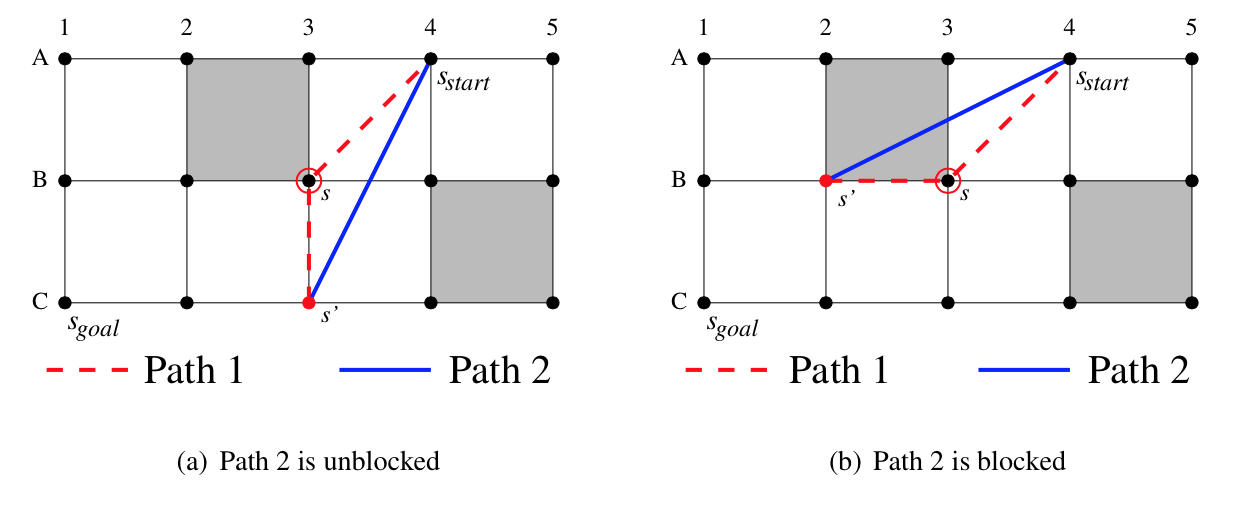 1 2 3 4 5
A
s_start
B
s
C
s_goal
s'
Path 1 Path 2
(a) Path 2 is unblocked
1 2 3 4 5
A
s_start
B
s' s
C
s_goal
Path 1 Path 2
(b) Path 2 is blocked